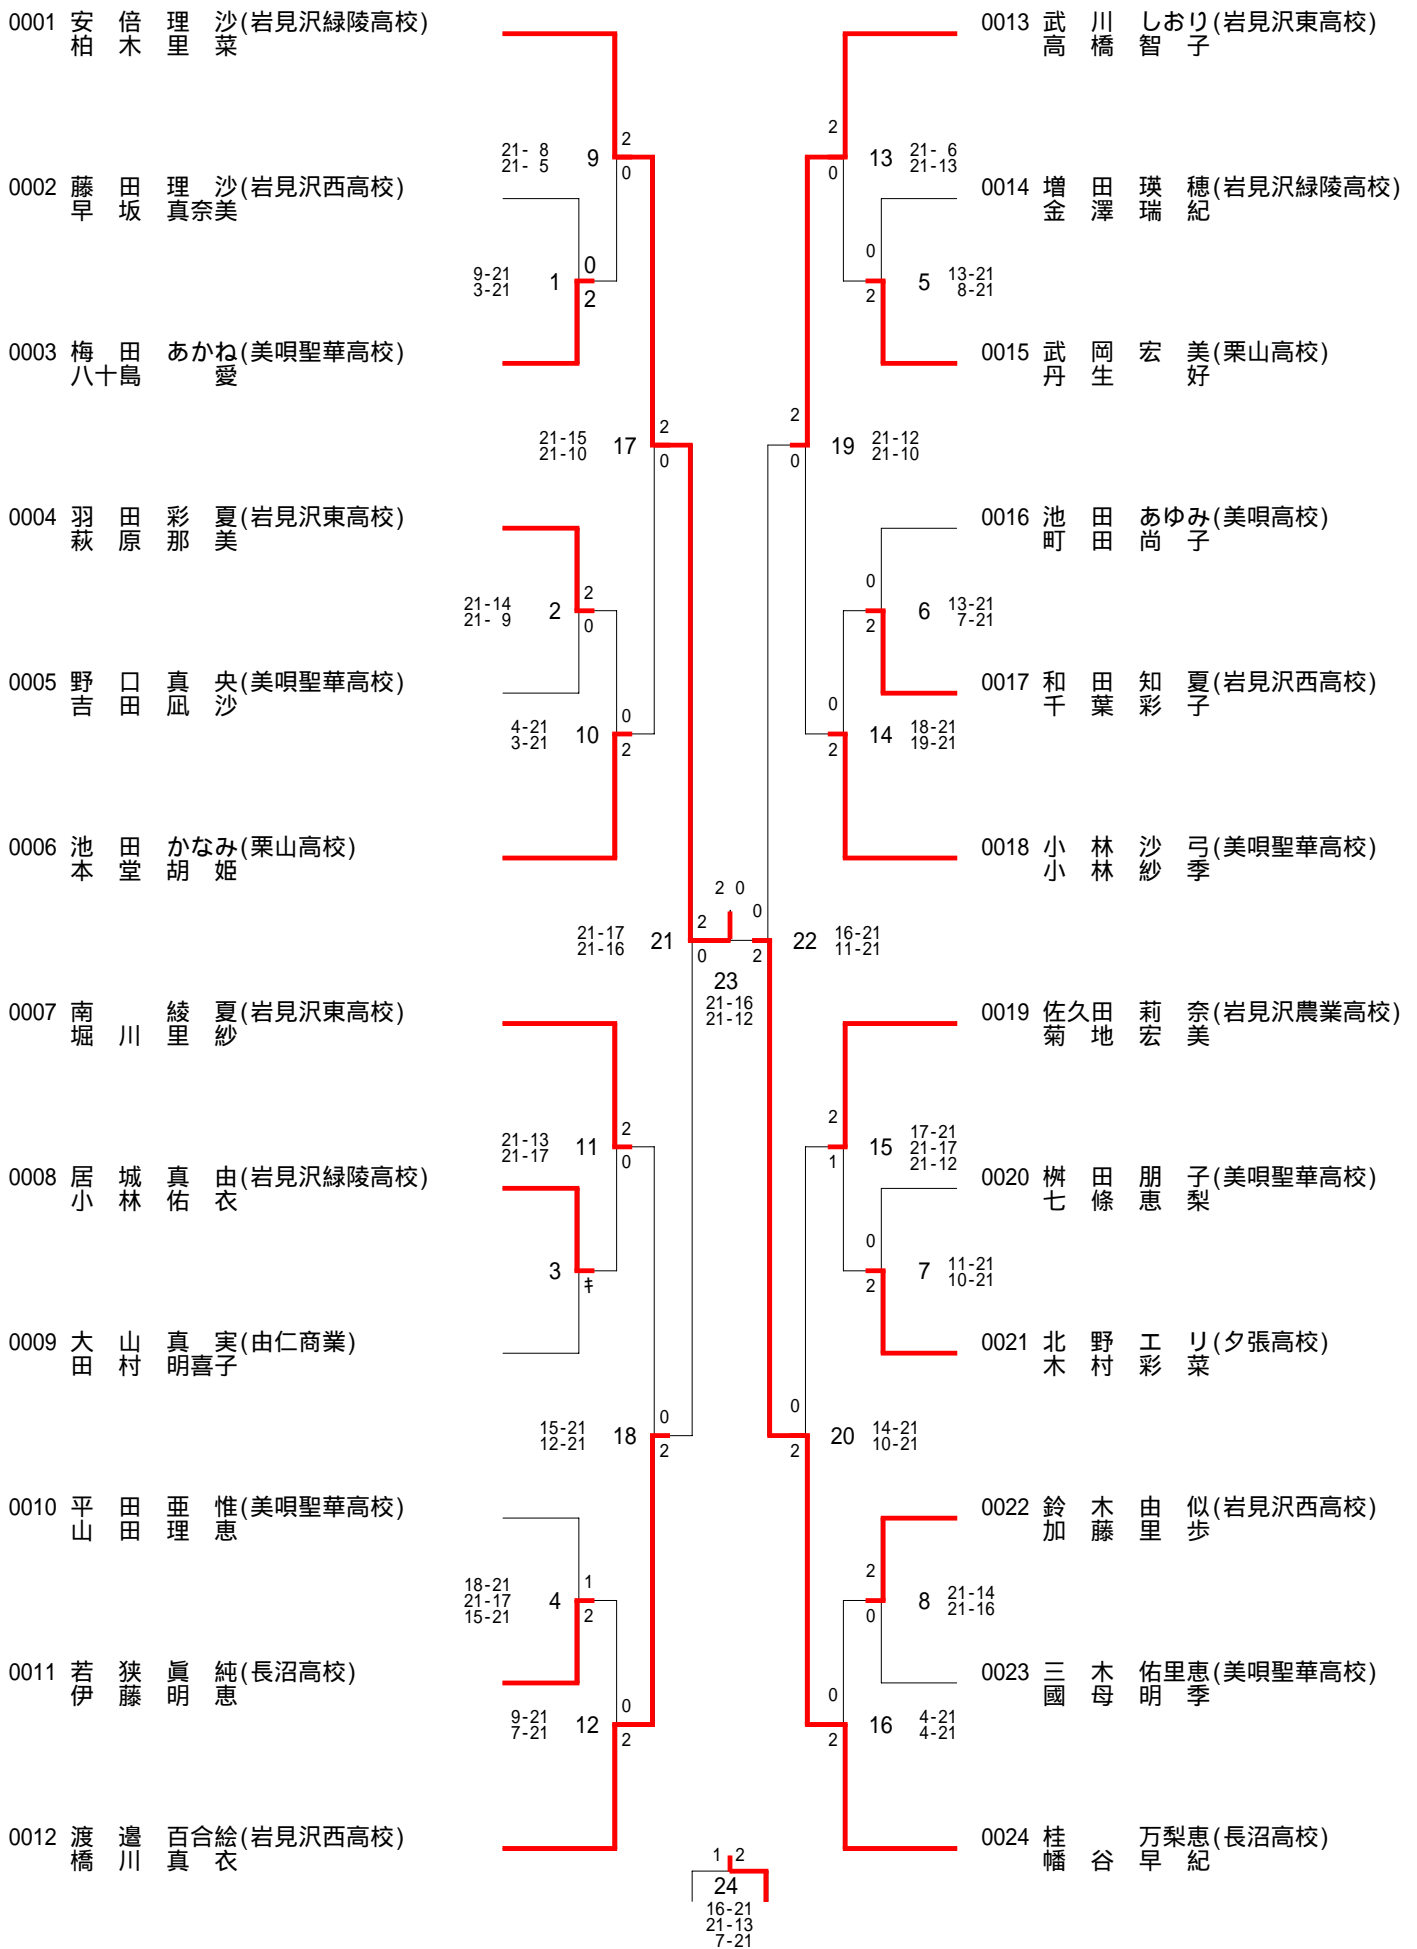 0001 安倍理沙(岩見沢緑陵高校)
柏木里菜
21- 8
21- 5
9
2
0
0002 藤田理沙(岩見沢西高校)
早坂真奈美
9-21
3-21
1
0
2
0003 梅田あかね(美唄聖華高校)
八十島愛
21-15
21-10
17
2
0
0004 羽田彩夏(岩見沢東高校)
萩原那美
21-14
21- 9
2
2
0
0005 野口真央(美唄聖華高校)
吉田凪沙
4-21
3-21
10
0
2
0006 池田かなみ(栗山高校)
本堂胡姫
21-17
21-16
21
2
0
0007 南綾夏(岩見沢東高校)
堀川里紗
21-13
21-17
11
2
0
0008 居城真由(岩見沢緑陵高校)
小林佑衣
3
キ
0009 大山真実(由仁商業)
田村明喜子
15-21
12-21
18
0
2
0010 平田亜惟(美唄聖華高校)
山田理恵
18-21
21-17
15-21
4
1
2
0011 若狭眞純(長沼高校)
伊藤明恵
9-21
7-21
12
0
2
0012 渡邉百合絵(岩見沢西高校)
橋川真衣
2 0
23
21-16
21-12
1 2
24
16-21
21-13
7-21
0013 武川しおり(岩見沢東高校)
高橋智子
2
0
13
21- 6
21-13
0014 増田瑛穂(岩見沢緑陵高校)
金澤瑞紀
0
2
5
13-21
8-21
0015 武岡宏美(栗山高校)
丹生好
2
0
19
21-12
21-10
0016 池田あゆみ(美唄高校)
町田尚子
0
2
6
13-21
7-21
0017 和田知夏(岩見沢西高校)
千葉彩子
0
2
14
18-21
19-21
0018 小林沙弓(美唄聖華高校)
小林紗季
0
2
22
16-21
11-21
0019 佐久田莉奈(岩見沢農業高校)
菊地宏美
2
1
15
17-21
21-17
21-12
0020 桝田朋子(美唄聖華高校)
七條恵梨
0
2
7
11-21
10-21
0021 北野エリ(夕張高校)
木村彩菜
0
2
20
14-21
10-21
0022 鈴木由似(岩見沢西高校)
加藤里歩
2
0
8
21-14
21-16
0023 三木佑里恵(美唄聖華高校)
國母明季
0
2
16
4-21
4-21
0024 桂万梨恵(長沼高校)
幡谷早紀